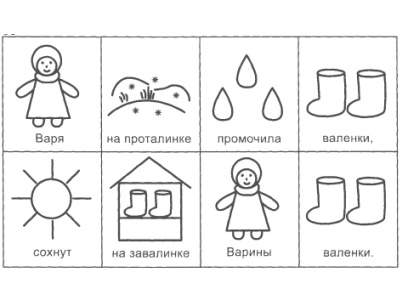 Варя на проталинке промочила валенки,
сохнут на завалинке Варины валенки.